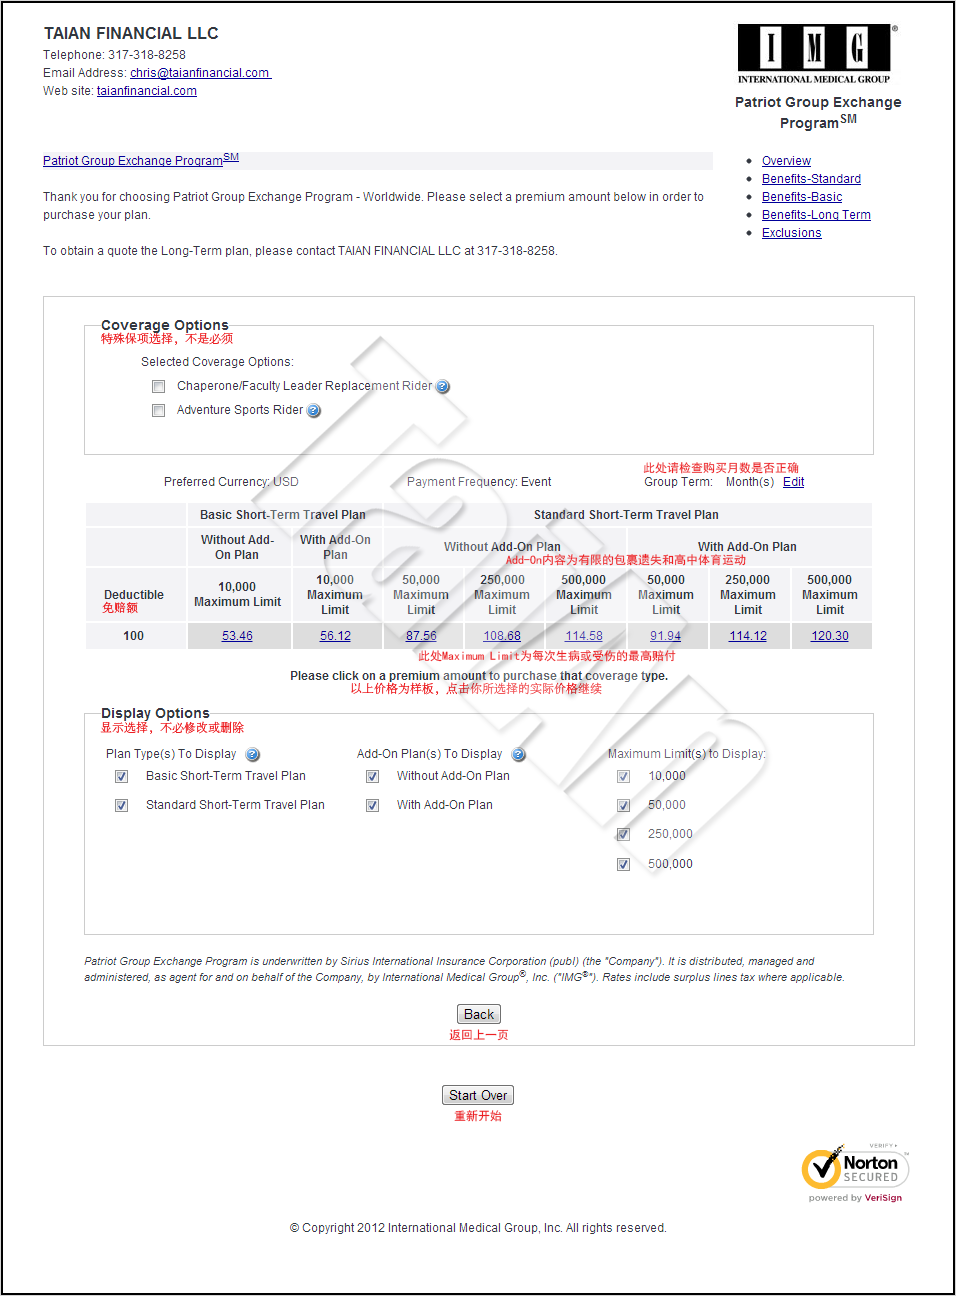 TAIAN FINANCIAL LLC
Telephone: 317-318-8258
Email Address: chris@taianfinancial.com
Web site: taianfinancial.com
I M G ®
INTERNATIONAL MEDICAL GROUP
Patriot Group Exchange
Program SM
Patriot Group Exchange Program SM
Thank you for choosing Patriot Group Exchange Program - Worldwide. Please select a premium amount below in order to
purchase your plan.
To obtain a quote the Long-Term plan, please contact TAIAN FINANCIAL LLC at 317-318-8258.
Overview
Benefits-Standard
Benefits-Basic
Benefits-Long Term
Exclusions
Coverage Options
特殊保项选择，不是必须
Selected Coverage Options:
Chaperone/Faculty Leader Replacement Rider ?
Adventure Sports Rider ?
此处请检查购买月数是否正确
Preferred Currency: USD Payment Frequency: Event Group Term: Month(s) Edit
Basic Short-Term Travel Plan Standard Short-Term Travel Plan
Without Add-On Plan With Add-On Plan Without Add-On Plan With Add-On Plan
Add-On内容为有限的包裹遗失和高中体育运动
Deductible 10,000 Maximum Limit 10,000 Maximum Limit 50,000 Maximum Limit 250,000 Maximum Limit 500,000 Maximum Limit 50,000 Maximum Limit 250,000 Maximum Limit 500,000 Maximum Limit
免赔额
100 53.46 56.12 87.56 108.68 114.58 91.94 114.12 120.30
此处Maximum Limit为每次生病或受伤的最高赔付
Please click on a premium amount to purchase that coverage type.
以上价格为样板，点击你所选择的实际价格继续
Display Options
显示选择，不必修改或删除
Plan Type(s) To Display ? Add-On Plan(s) To Display ? Maximum Limit(s) to Display:
Basic Short-Term Travel Plan Without Add-On Plan 10,000
Standard Short-Term Travel Plan With Add-On Plan 50,000
250,000
500,000
TaiAn
Patriot Group Exchange Program is underwritten by Sirius International Insurance Corporation (publ) (the "Company"). It is distributed, managed and
administered, as agent for and on behalf of the Company, by International Medical Group®, Inc. ("IMG®"). Rates include surplus lines tax where applicable.
Back
返回上一页
Start Over
重新开始
VERIFY
Norton
SECURED
powered by VeriSign
© Copyright 2012 International Medical Group, Inc. All rights reserved.